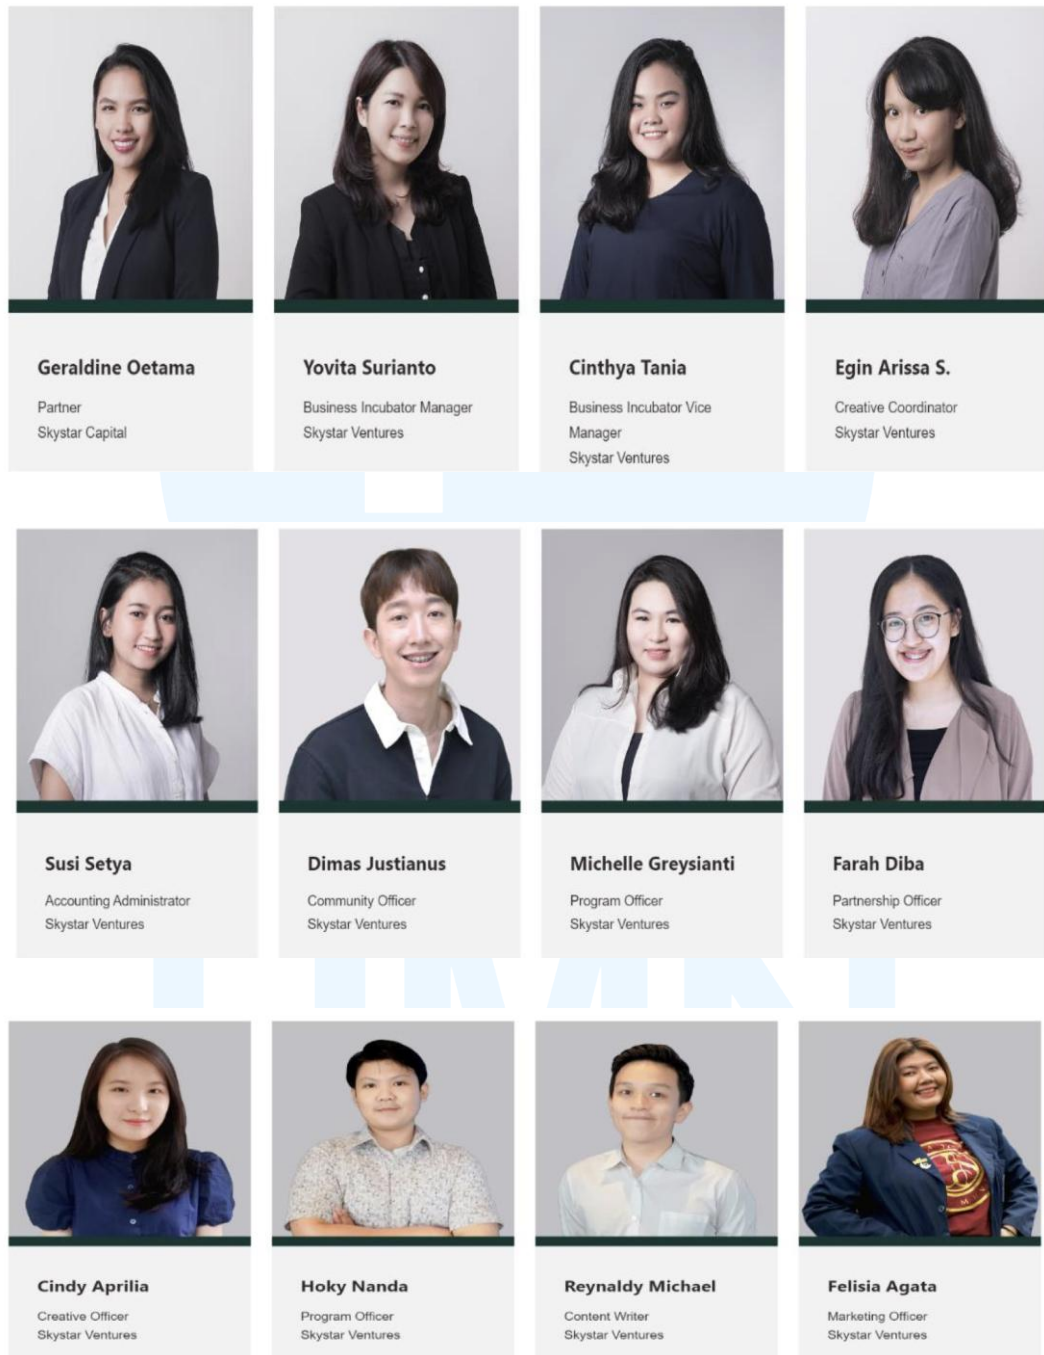 Geraldine Oetama
Partner
Skystar Capital
Yovita Surianto
Business Incubator Manager
Skystar Ventures
Cinthya Tania
Business Incubator Vice
Manager
Skystar Ventures
Egin Arissa S.
Creative Coordinator
Skystar Ventures
Susi Setya
Accounting Administrator
Skystar Ventures
Dimas Justianus
Community Officer
Skystar Ventures
Michelle Greysianti
Program Officer
Skystar Ventures
Farah Diba
Partnership Officer
Skystar Ventures
Cindy Aprilia
Creative Officer
Skystar Ventures
Hoky Nanda
Program Officer
Skystar Ventures
Reynaldy Michael
Content Writer
Skystar Ventures
Felisia Agata
Marketing Officer
Skystar Ventures